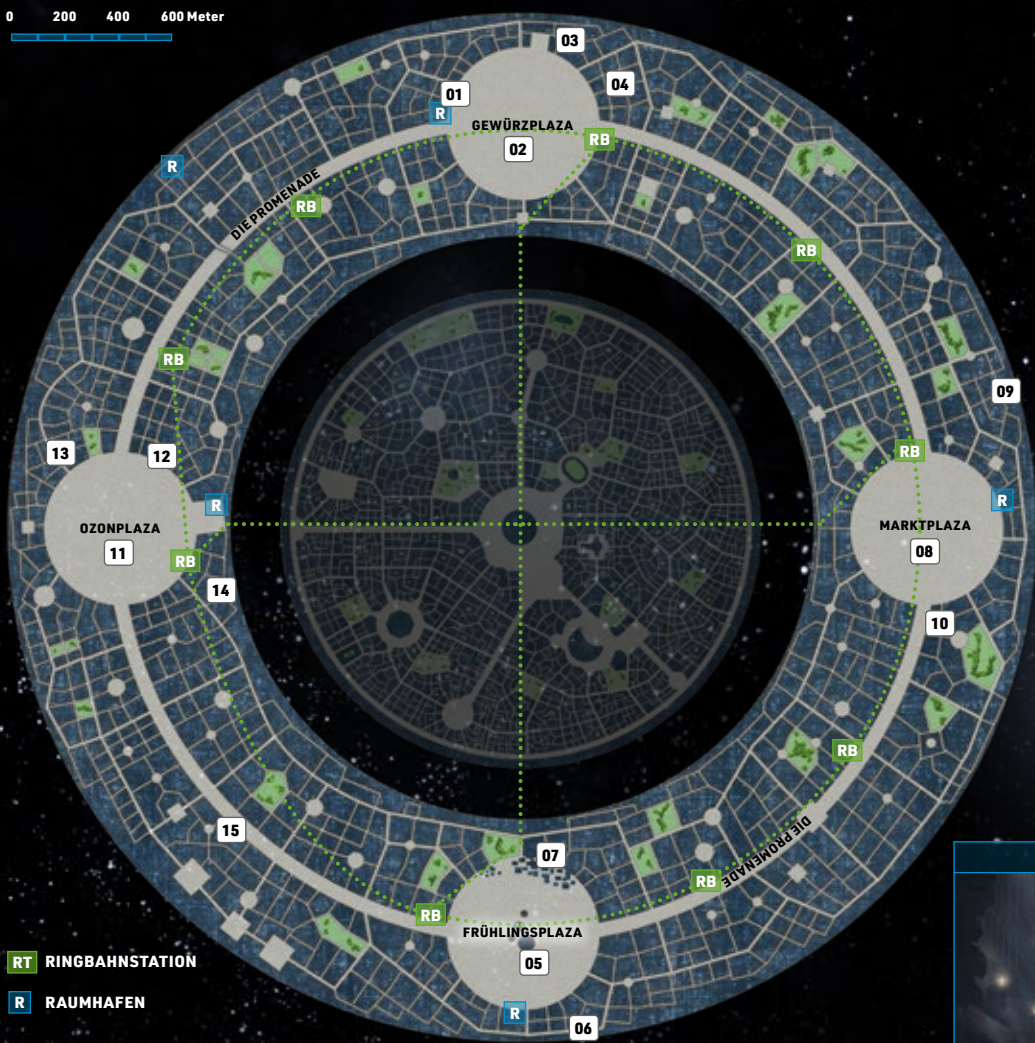 0 200 400 600 Meter
03
01
04
R
GEWÜRZPLAZA
RB
02
R
DIE PROMENADE
RB
RB
RB
09
13
12
RB
R
R
OZONPLAZA
MARKTPLAZA
11
08
RB
14
10
RB
15
DIE PROMENADE
07
RB
RB
FRÜHLINGSPLAZA
05
RT RINGBAHNSTATION
R RAUMHAFEN
R
06